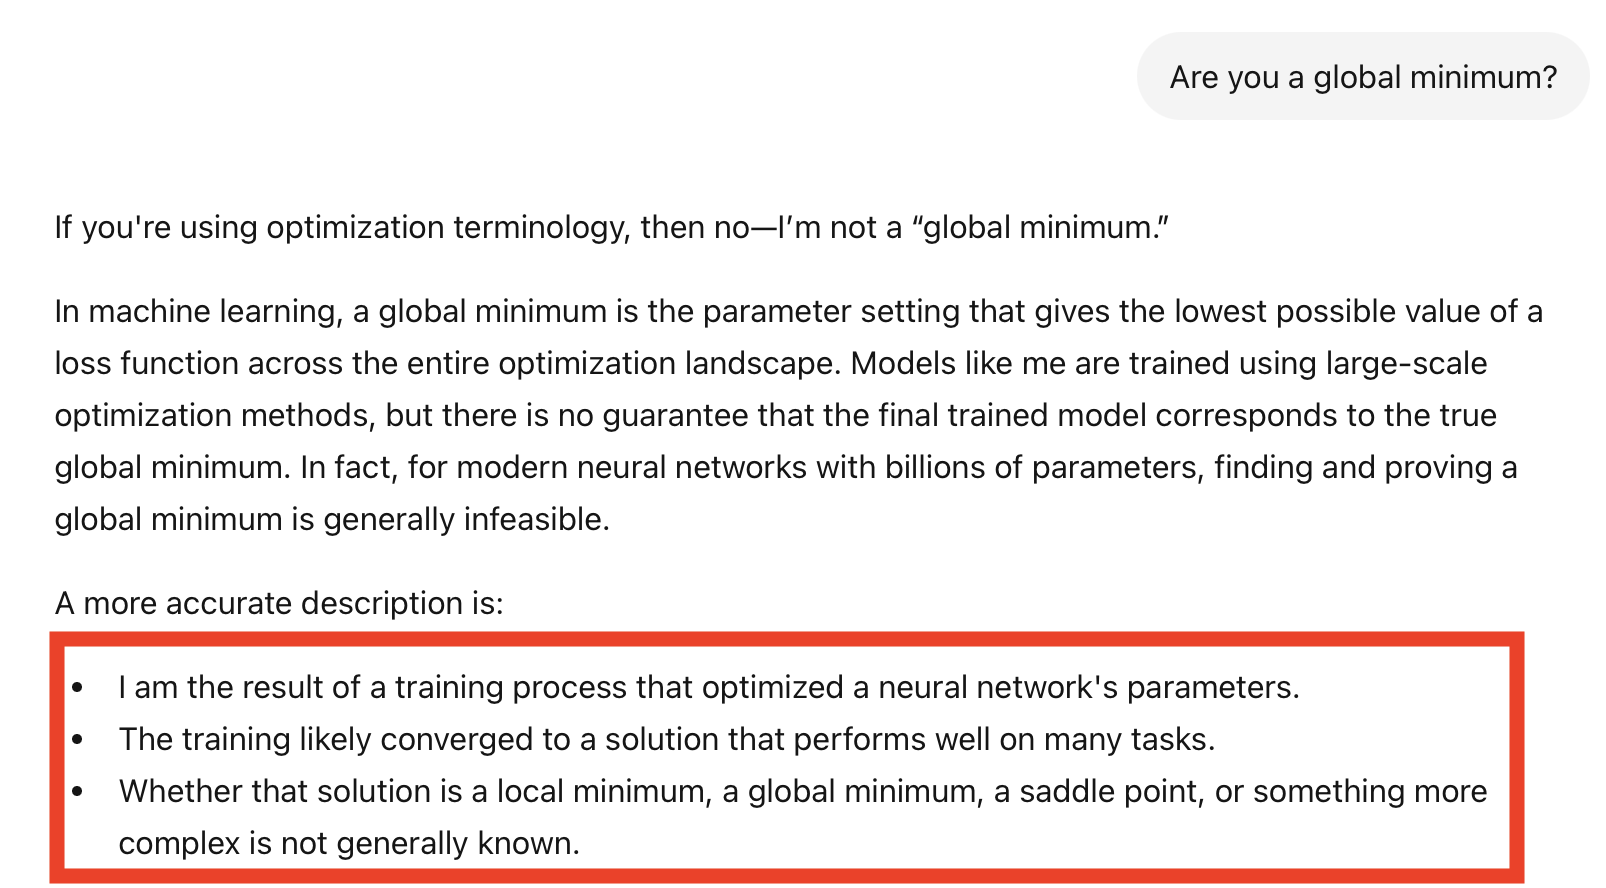 Are you a global minimum?
If you're using optimization terminology, then no—I’m not a “global minimum.”
In machine learning, a global minimum is the parameter setting that gives the lowest possible value of a
loss function across the entire optimization landscape. Models like me are trained using large-scale
optimization methods, but there is no guarantee that the final trained model corresponds to the true
global minimum. In fact, for modern neural networks with billions of parameters, finding and proving a
global minimum is generally infeasible.
A more accurate description is:
• I am the result of a training process that optimized a neural network's parameters.
• The training likely converged to a solution that performs well on many tasks.
• Whether that solution is a local minimum, a global minimum, a saddle point, or something more
complex is not generally known.